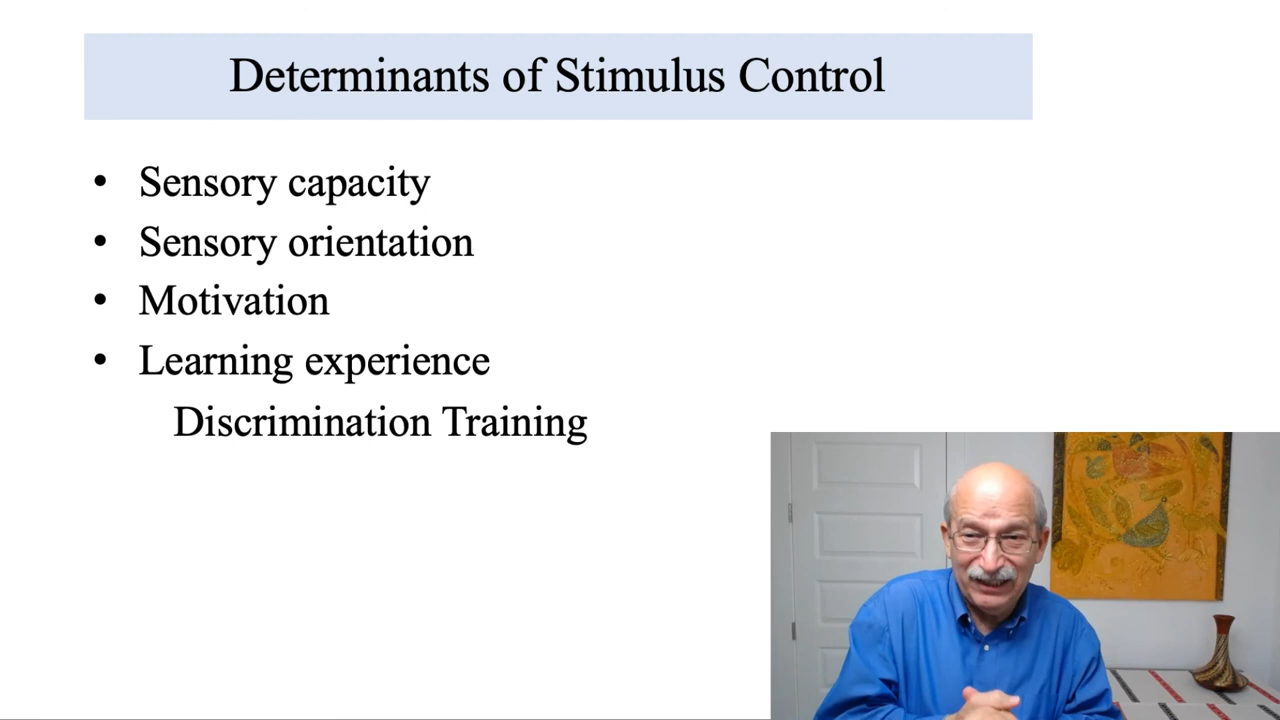 Determinants of Stimulus Control
• Sensory capacity
• Sensory orientation
• Motivation
• Learning experience
Discrimination Training